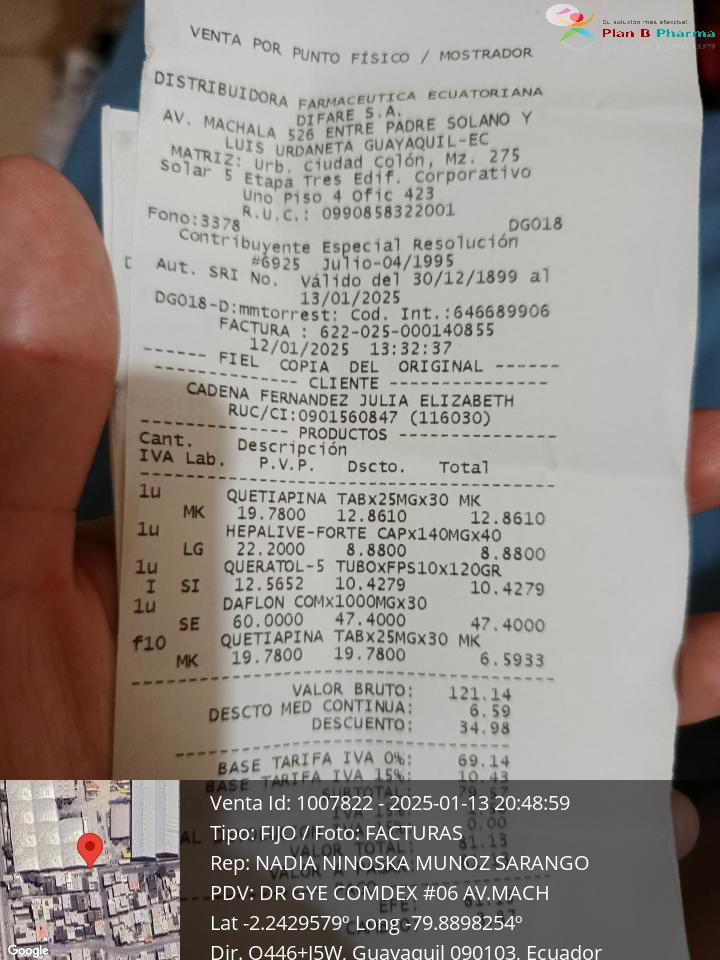 Su solución más efectiva!
Plan B Pharma
VENTA POR PUNTO FÍSICO / MOSTRADOR
DISTRIBUIDORA FARMACEUTICA ECUATORIANA
DIFARE S.A.
AV. MACHALA 526 ENTRE PADRE SOLANO Y
LUIS URDANETA GUAYAQUIL-EC
MATRIZ: Urb. Ciudad Colón, Mz. 275
Solar 5 Etapa Tres Edif. Corporativo
Uno Piso 4 Ofic 423
R.U.C.: 0990858322001
Fono:3378 DG018
Contribuyente Especial Resolución
#6925 Julio-04/1995
Aut. SRI No. Válido del 30/12/1899 al
13/01/2025
DG018-D:mmtorrest: Cod. Int.:646689906
FACTURA : 622-025-000140855
12/01/2025 13:32:37
------ FIEL COPIA DEL ORIGINAL ------
------------- CLIENTE ---------------
CADENA FERNANDEZ JULIA ELIZABETH
RUC/CI:0901560847 (116030)
------------- PRODUCTOS ---------------
Cant. Descripción
IVA Lab. P.V.P. Dscto. Total
1u QUETIAPINA TABx25MGx30 MK
MK 19.7800 12.8610 12.8610
1u HEPALIVE-FORTE CAPx140MGx40
LG 22.2000 8.8800 8.8800
1u QUERATOL-5 TUBOxFPS10x120GR
I SI 12.5652 10.4279 10.4279
1u DAFLON COMx1000MGx30
SE 60.0000 47.4000 47.4000
f10 QUETIAPINA TABx25MGx30 MK
MK 19.7800 19.7800 6.5933
VALOR BRUTO: 121.14
DESCTO MED CONTINUA: 6.59
DESCUENTO: 34.98
BASE TARIFA IVA 0%: 69.14
BASE TARIFA IVA 15%: 10.43
SUBTOTAL: 79.57
0.00
VALOR TOTAL: 81.13
EFE:
Venta Id: 1007822 - 2025-01-13 20:48:59
Tipo: FIJO / Foto: FACTURAS
Rep: NADIA NINOSKA MUNOZ SARANGO
PDV: DR GYE COMDEX #06 AV.MACH
Lat -2.2429579º Long -79.8898254º
Dir. Q446+J5W, Guayaquil 090103, Ecuador
Google